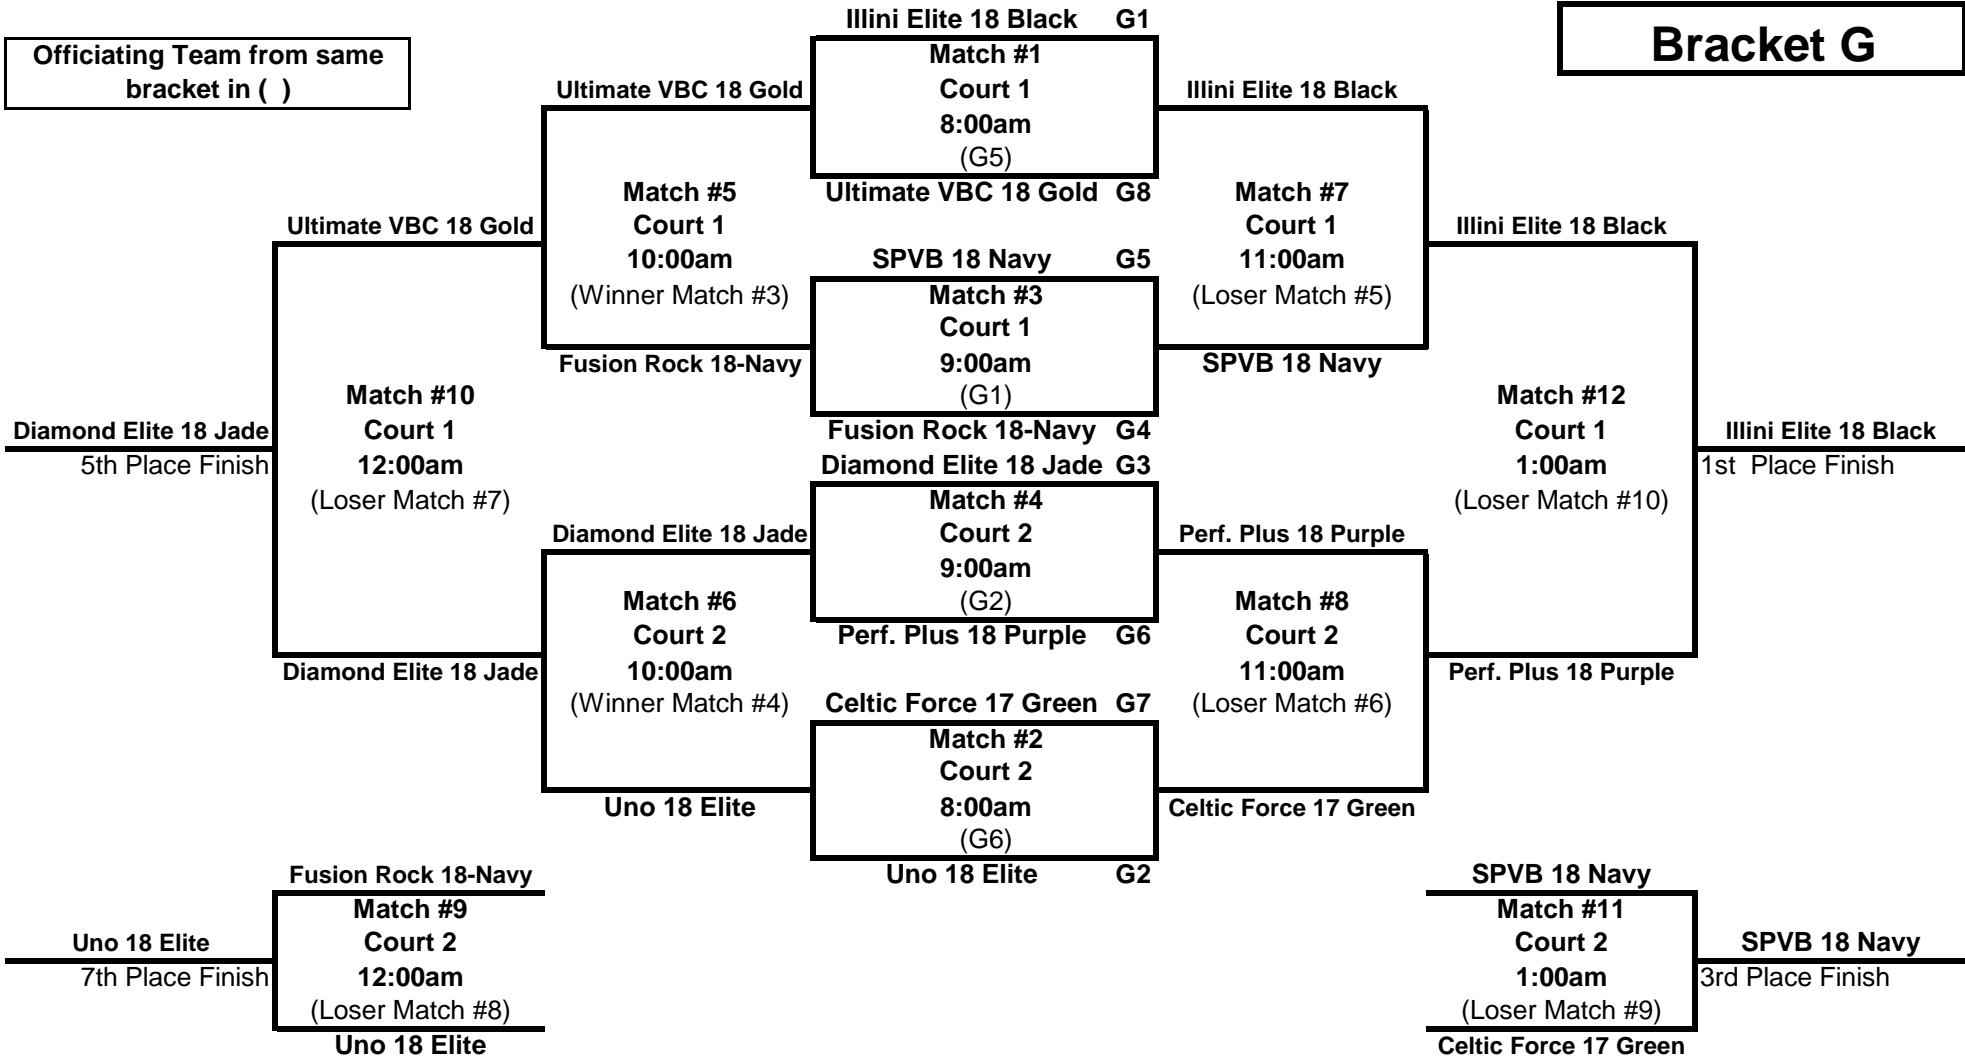 Illini Elite 18 Black G1
Bracket G
Officiating Team from same
bracket in ( )
Match #1
Court 1
8:00am
(G5)
Ultimate VBC 18 Gold
Illini Elite 18 Black
Ultimate VBC 18 Gold G8
Match #5
Court 1
10:00am
(Winner Match #3)
Match #7
Court 1
11:00am
(Loser Match #5)
Ultimate VBC 18 Gold
Illini Elite 18 Black
SPVB 18 Navy G5
Match #3
Court 1
9:00am
(G1)
Fusion Rock 18-Navy
SPVB 18 Navy
Fusion Rock 18-Navy G4
Match #10
Court 1
12:00am
(Loser Match #7)
Match #12
Court 1
1:00am
(Loser Match #10)
Diamond Elite 18 Jade
5th Place Finish
Illini Elite 18 Black
1st Place Finish
Diamond Elite 18 Jade G3
Match #4
Court 2
9:00am
(G2)
Diamond Elite 18 Jade
Perf. Plus 18 Purple
Perf. Plus 18 Purple G6
Match #6
Court 2
10:00am
(Winner Match #4)
Match #8
Court 2
11:00am
(Loser Match #6)
Diamond Elite 18 Jade
Perf. Plus 18 Purple
Celtic Force 17 Green G7
Match #2
Court 2
8:00am
(G6)
Uno 18 Elite
Celtic Force 17 Green
Uno 18 Elite G2
Fusion Rock 18-Navy
Match #9
Court 2
12:00am
(Loser Match #8)
Uno 18 Elite
Uno 18 Elite
7th Place Finish
SPVB 18 Navy
Match #11
Court 2
1:00am
(Loser Match #9)
Celtic Force 17 Green
SPVB 18 Navy
3rd Place Finish